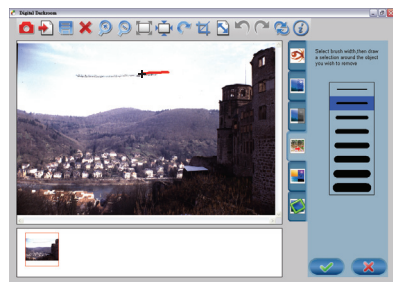 Digital Darkroom
Select brush width,then draw
a selection around the object
you wish to remove